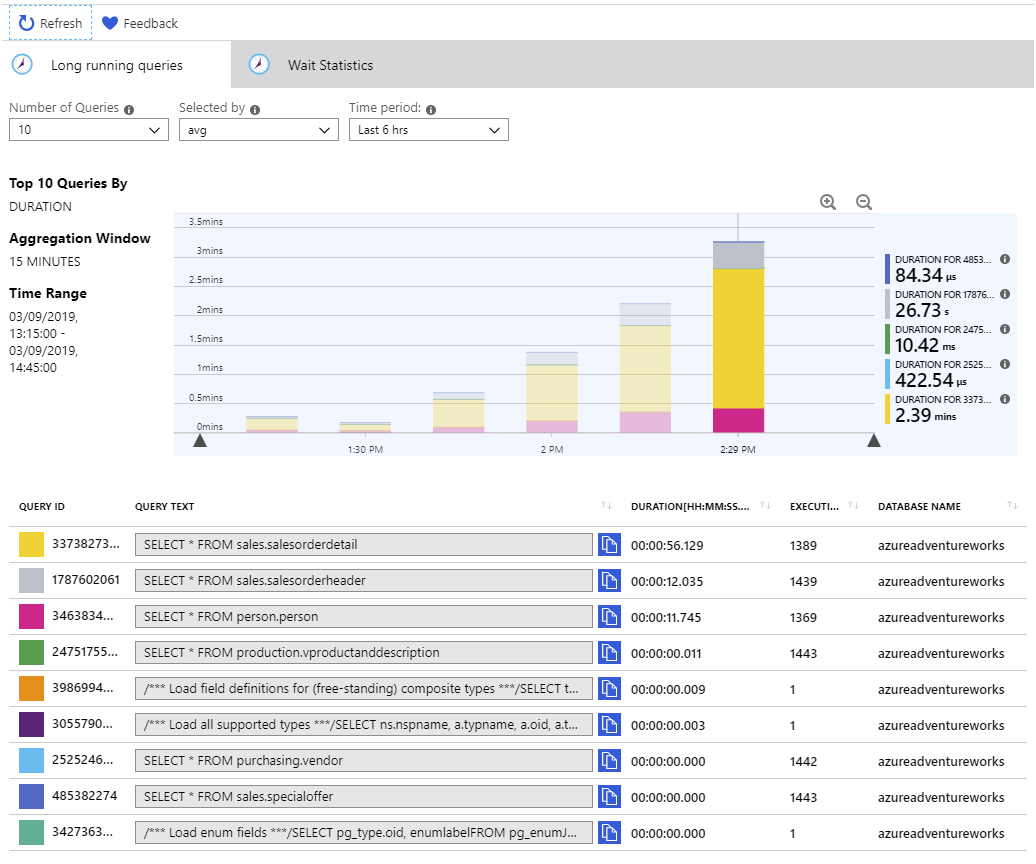 Refresh Feedback
Long running queries Wait Statistics
Number of Queries Selected by Time period:
10 avg Last 6 hrs
Top 10 Queries By
DURATION
Aggregation Window
15 MINUTES
Time Range
03/09/2019,
13:15:00 -
03/09/2019,
14:45:00
3.5mins
3mins
2.5mins
2mins
1.5mins
1mins
0.5mins
0mins
1:30 PM 2 PM 2:29 PM
DURATION FOR 4853...
84.34 µs
DURATION FOR 17876...
26.73 s
DURATION FOR 2475...
10.42 ms
DURATION FOR 2525...
422.54 µs
DURATION FOR 3373...
2.39 mins
QUERY ID QUERY TEXT DURATION[HH:MM:SS.... EXECUTI... DATABASE NAME
33738273... SELECT * FROM sales.salesorderdetail 00:00:56.129 1389 azureadventureworks
1787602061 SELECT * FROM sales.salesorderheader 00:00:12.035 1439 azureadventureworks
3463834... SELECT * FROM person.person 00:00:11.745 1369 azureadventureworks
24751755... SELECT * FROM production.vproductanddescription 00:00:00.011 1443 azureadventureworks
3986994... /*** Load field definitions for (free-standing) composite types ***/SELECT t... 00:00:00.009 1 azureadventureworks
3055790... /*** Load all supported types ***/SELECT ns.nspname, a.typname, a.oid, a.t... 00:00:00.003 1 azureadventureworks
2525246... SELECT * FROM purchasing.vendor 00:00:00.000 1442 azureadventureworks
485382274 SELECT * FROM sales.specialoffer 00:00:00.000 1443 azureadventureworks
3427363... /*** Load enum fields ***/SELECT pg_type.oid, enumlabelFROM pg_enumJ... 00:00:00.000 1 azureadventureworks